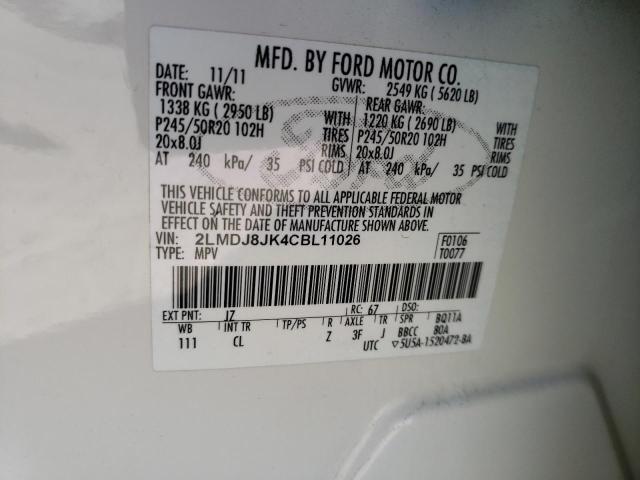 MFD. BY FORD MOTOR CO.
DATE: 11/11 GVWR: 2549 KG ( 5620 LB)
FRONT GAWR: REAR GAWR:
1338 KG ( 2950 LB) WITH 1220 KG ( 2690 LB) WITH
P245/50R20 102H TIRES P245/50R20 102H TIRES
20x8.0J RIMS 20x8.0J RIMS
AT 240 kPa/ 35 PSI COLD AT 240 kPa/ 35 PSI COLD
THIS VEHICLE CONFORMS TO ALL APPLICABLE FEDERAL MOTOR
VEHICLE SAFETY AND THEFT PREVENTION STANDARDS IN
EFFECT ON THE DATE OF MANUFACTURE SHOWN ABOVE.
VIN: 2LMDJ8JK4CBL11026 F0106
TYPE: MPV T0077
EXT PNT: JZ RC: 67 DSO:
WB INT TR TP/PS R AXLE TR SPR BQ11A
111 CL Z 3F J BBCC BOA
UTC ▽5U5A-1520472-BA
Ford